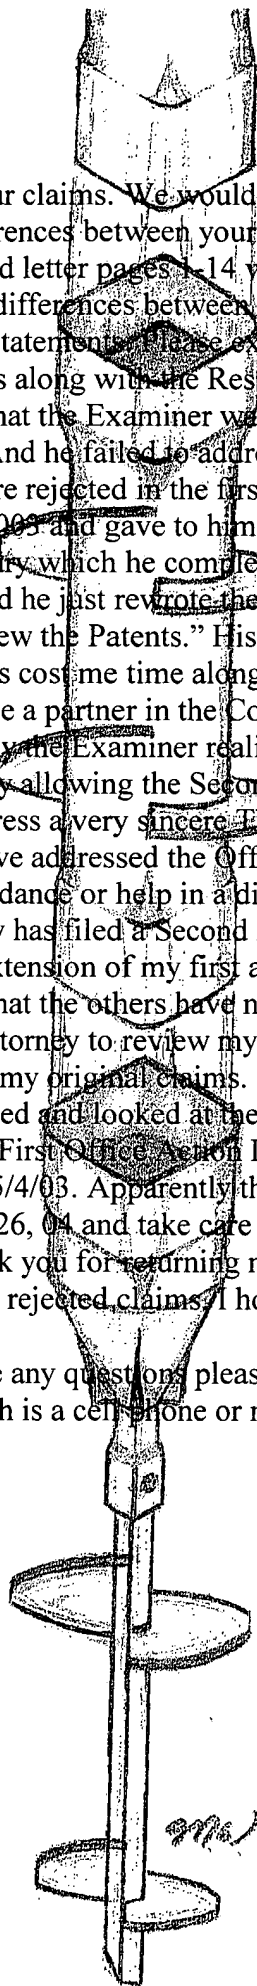 ur claims. We would
rences between your
d letter pages 1-14
differences between
statements. Please ex
s along with the Res
hat the Examiner wa
And he failed to addre
re rejected in the firs
003 and gave to him
try which he comple
d he just rewrote the
ew the Patents.” His
s cost me time along
e a partner in the Co
y the Examiner reali
y allowing the Secon
ress a very sincere T
ve addressed the Off
dance or help in a di
y has filed a Second
xtension of my first a
hat the others have n
ttorney to review my
my original claims.
ed and looked at the
First Office Action
5/4/03. Apparently th
26, 04 and take care
k you for returning n
rejected claims, I ho
e any questions pleas
h is a cell phone or